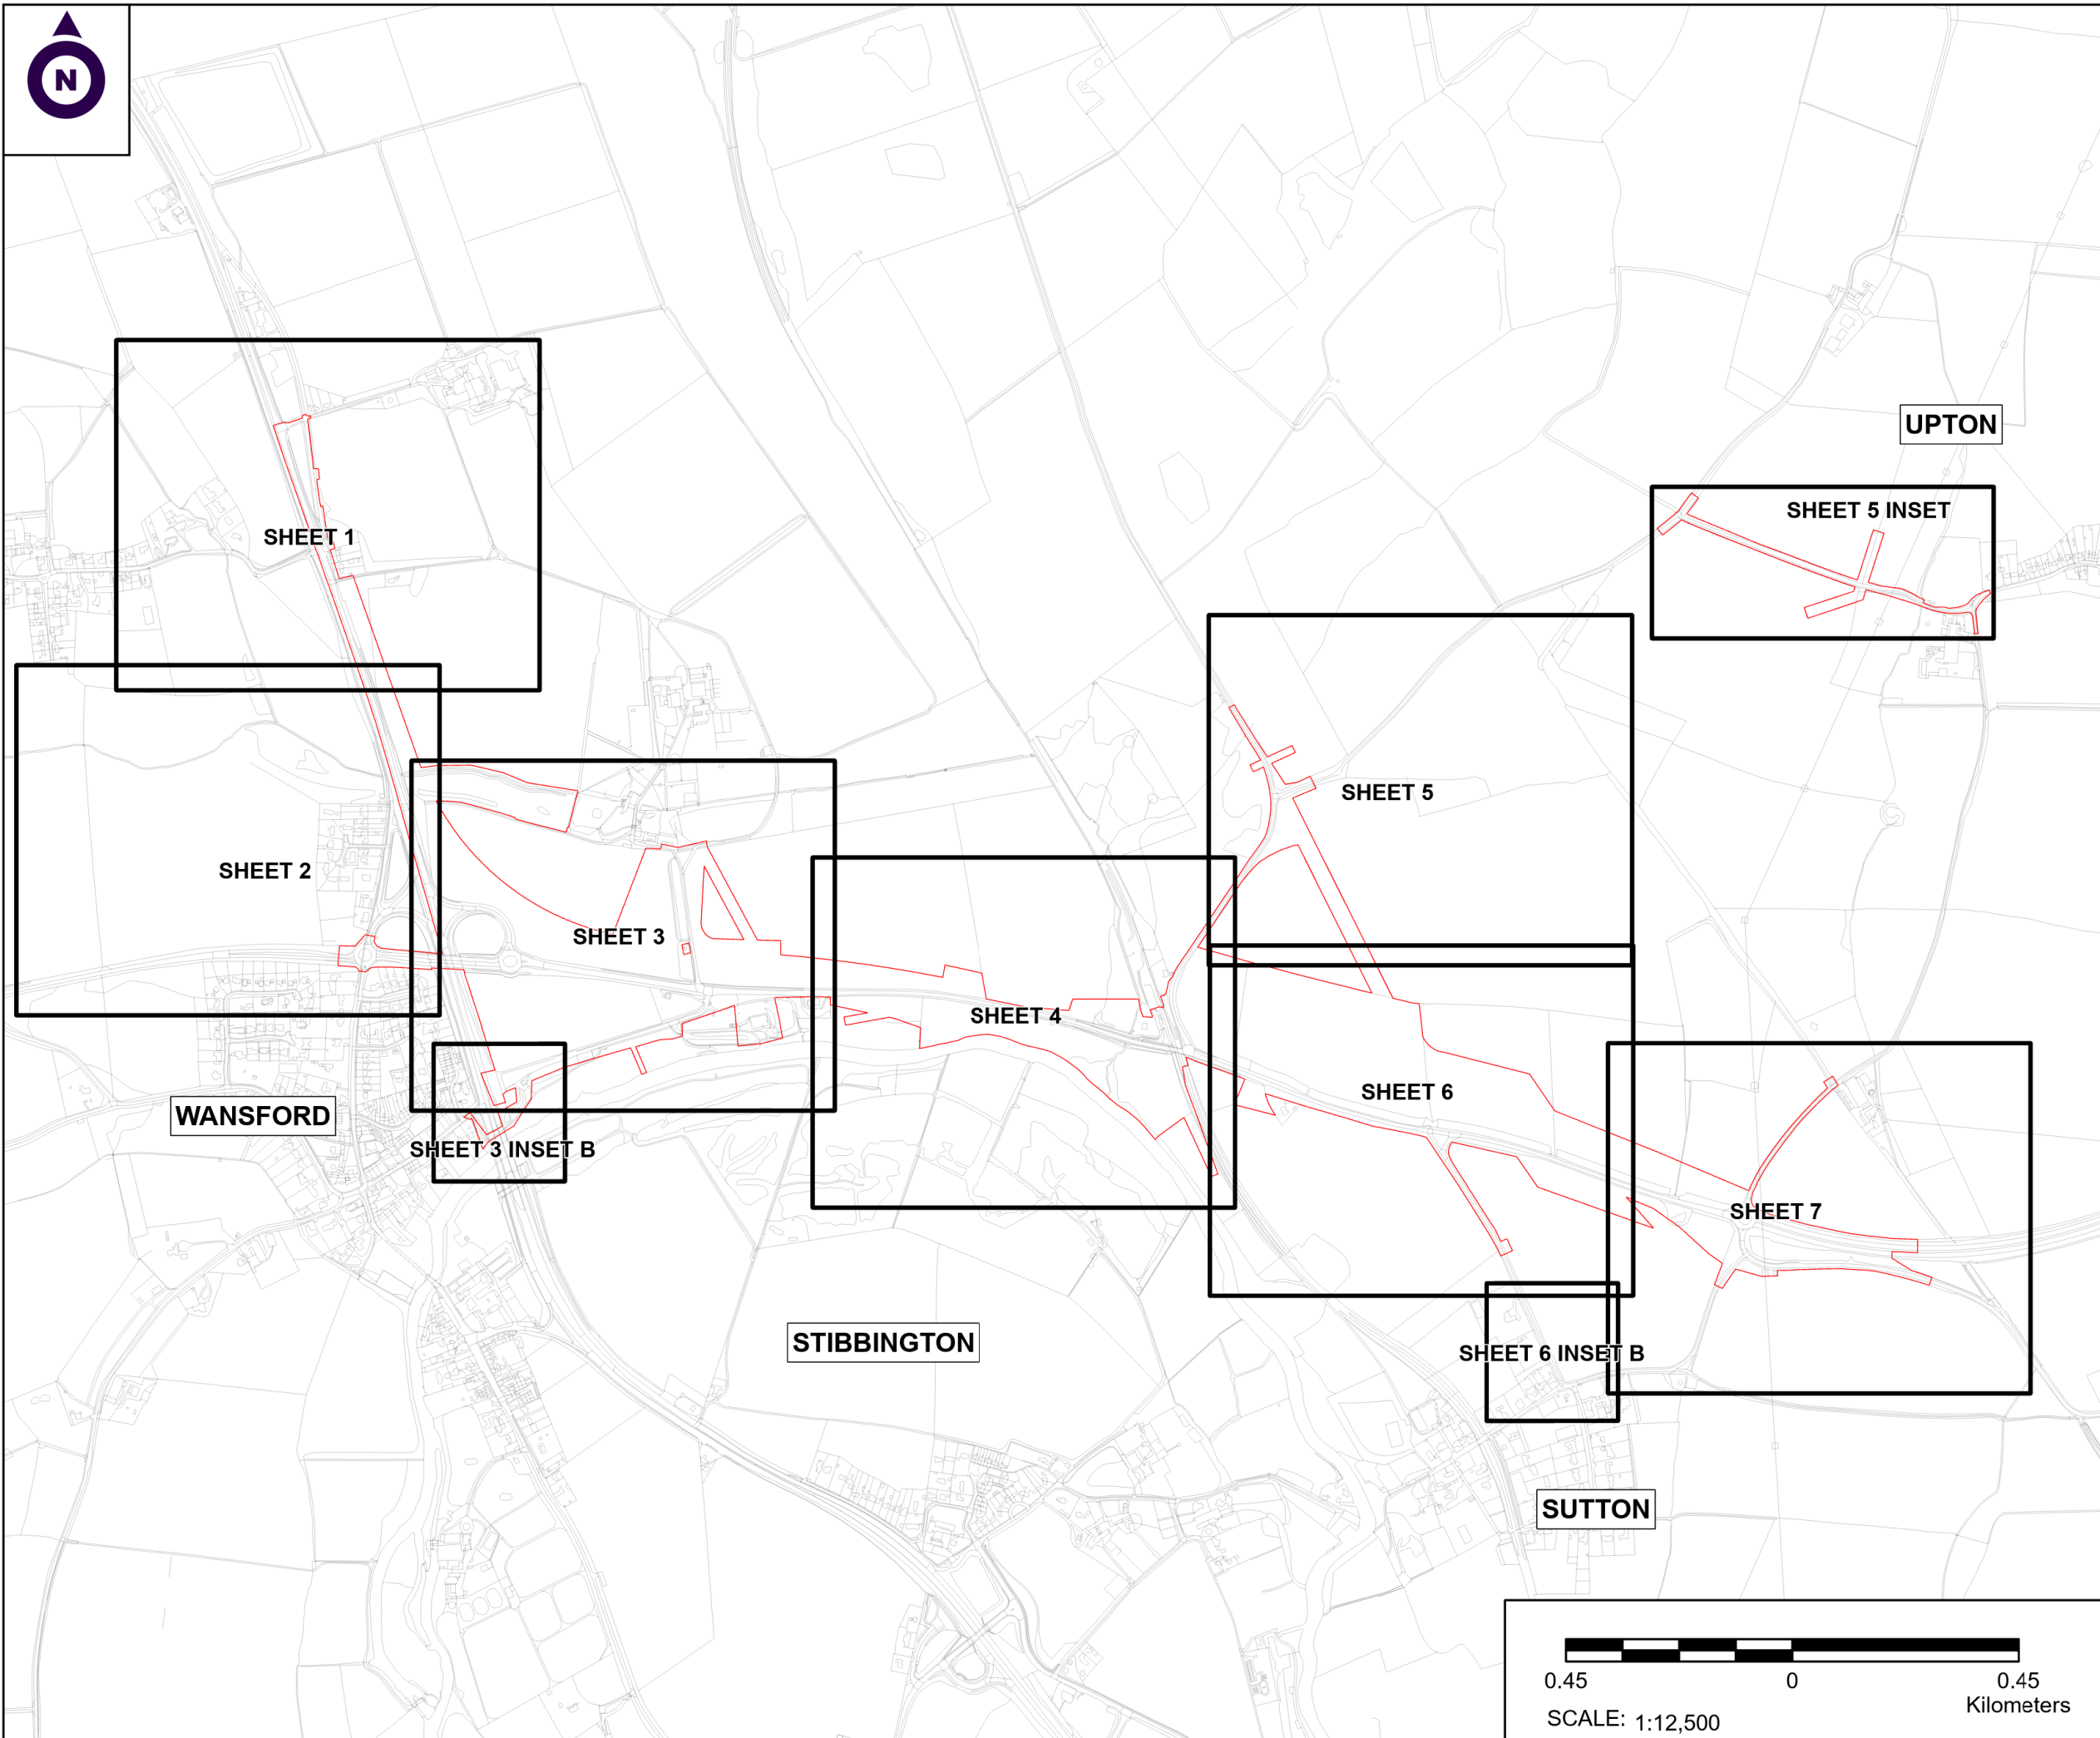 N
UPTON
SHEET 5 INSET
SHEET 1
SHEET 5
SHEET 2
SHEET 3
SHEET 4
SHEET 6
WANSFORD
SHEET 3 INSET B
SHEET 7
STIBBINGTON
SHEET 6 INSET B
SUTTON
0.45 0 0.45
Kilometers
SCALE: 1:12,500